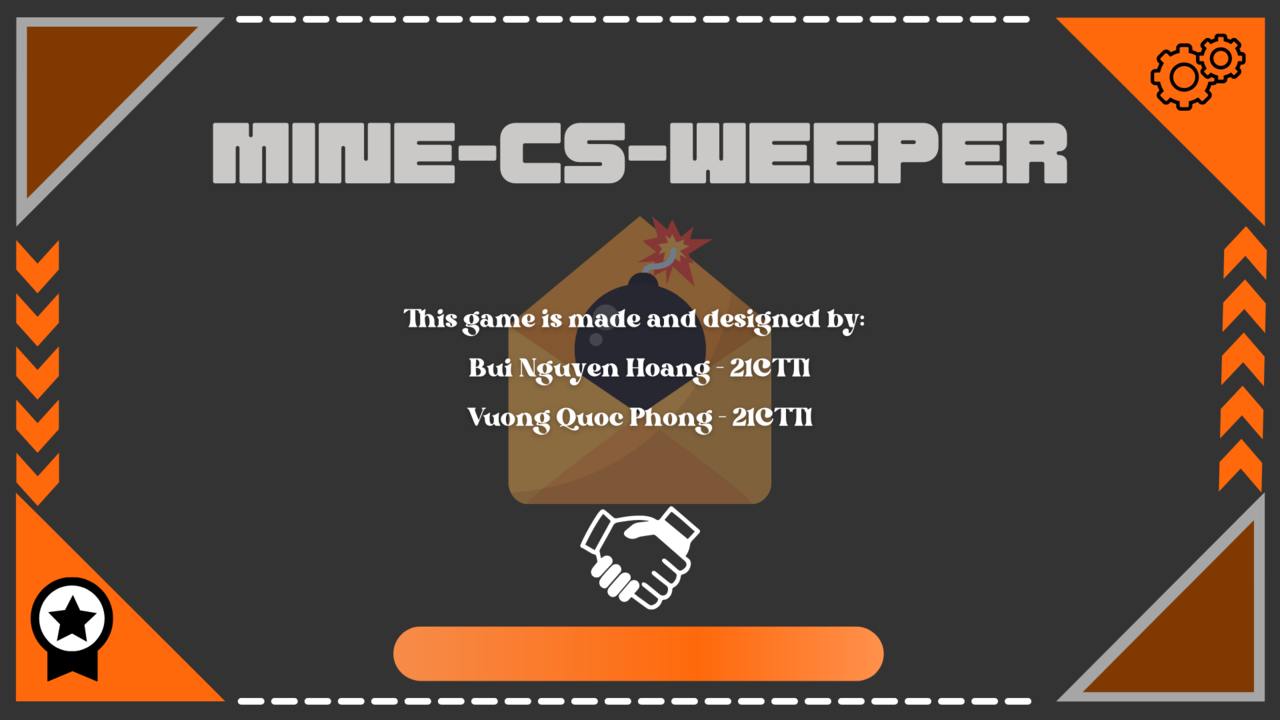 MINE-CS-WEEPER
This game is made and designed by:
Bui Nguyen Hoang - 21CTT1
Vuong Quoc Phong - 21CTT1